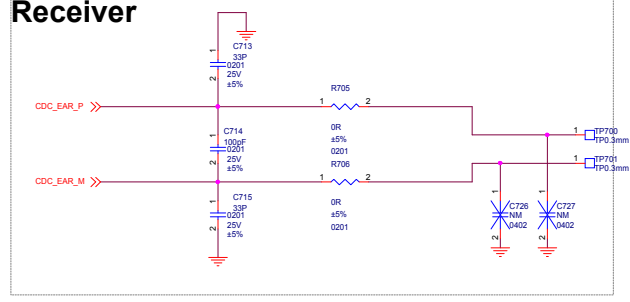 Receiver
1
C713
33P
0201
25V
±5%
2
R705
CDC_EAR_P
1
2
0R
±5%
0201
1
C714
100pF
0201
25V
±5%
2
1
TP700
TP0.3mm
1
TP701
TP0.3mm
R706
CDC_EAR_M
1
2
0R
±5%
0201
1
C715
33P
0201
25V
±5%
2
1
C726
NM
0402
2
1
C727
NM
0402
2